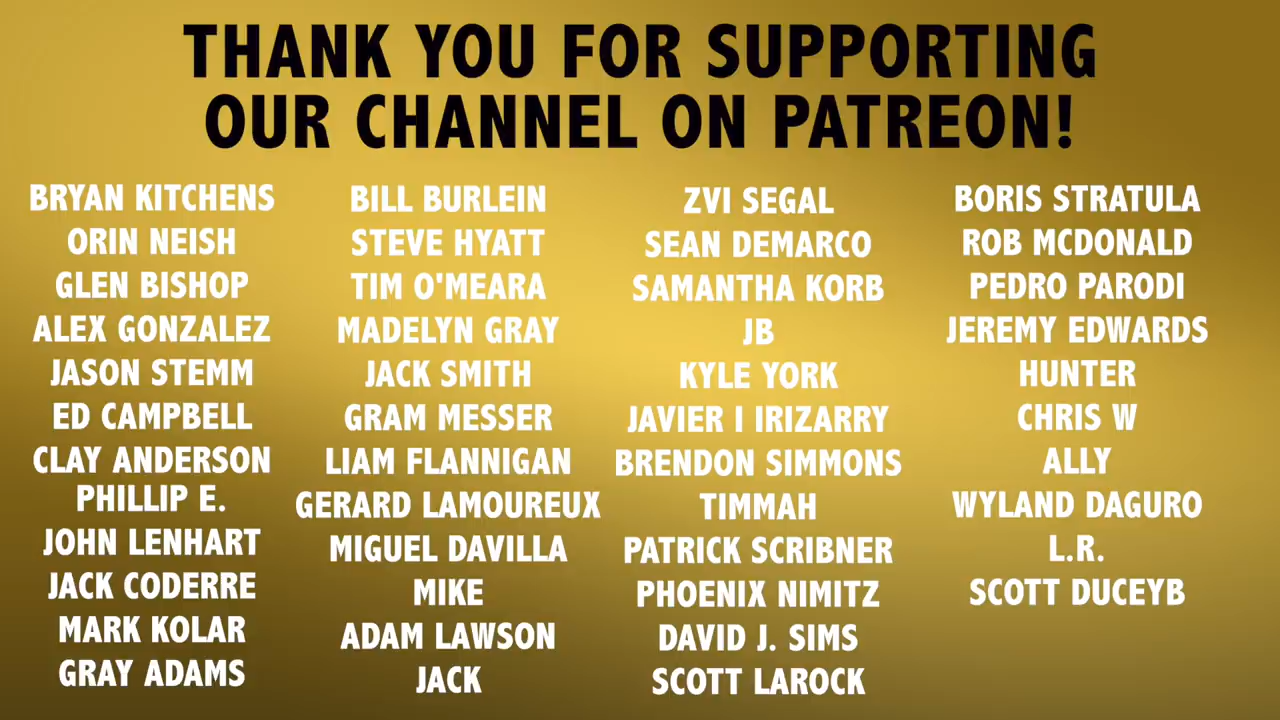 THANK YOU FOR SUPPORTING
OUR CHANNEL ON PATREON!
BRYAN KITCHENS
ORIN NEISH
GLEN BISHOP
ALEX GONZALEZ
JASON STEMM
ED CAMPBELL
CLAY ANDERSON
PHILLIP E.
JOHN LENHART
JACK CODERRE
MARK KOLAR
GRAY ADAMS
BILL BURLEIN
STEVE HYATT
TIM O'MEARA
MADELYN GRAY
JACK SMITH
GRAM MESSER
LIAM FLANNIGAN
GERARD LAMOUREUX
MIGUEL DAVILLA
MIKE
ADAM LAWSON
JACK
ZVI SEGAL
SEAN DEMARCO
SAMANTHA KORB
JB
KYLE YORK
JAVIER I IRIZARRY
BRENDON SIMMONS
TIMMAH
PATRICK SCRIBNER
PHOENIX NIMITZ
DAVID J. SIMS
SCOTT LAROCK
BORIS STRATULA
ROB MCDONALD
PEDRO PARODI
JEREMY EDWARDS
HUNTER
CHRIS W
ALLY
WYLAND DAGURO
L.R.
SCOTT DUCEYB